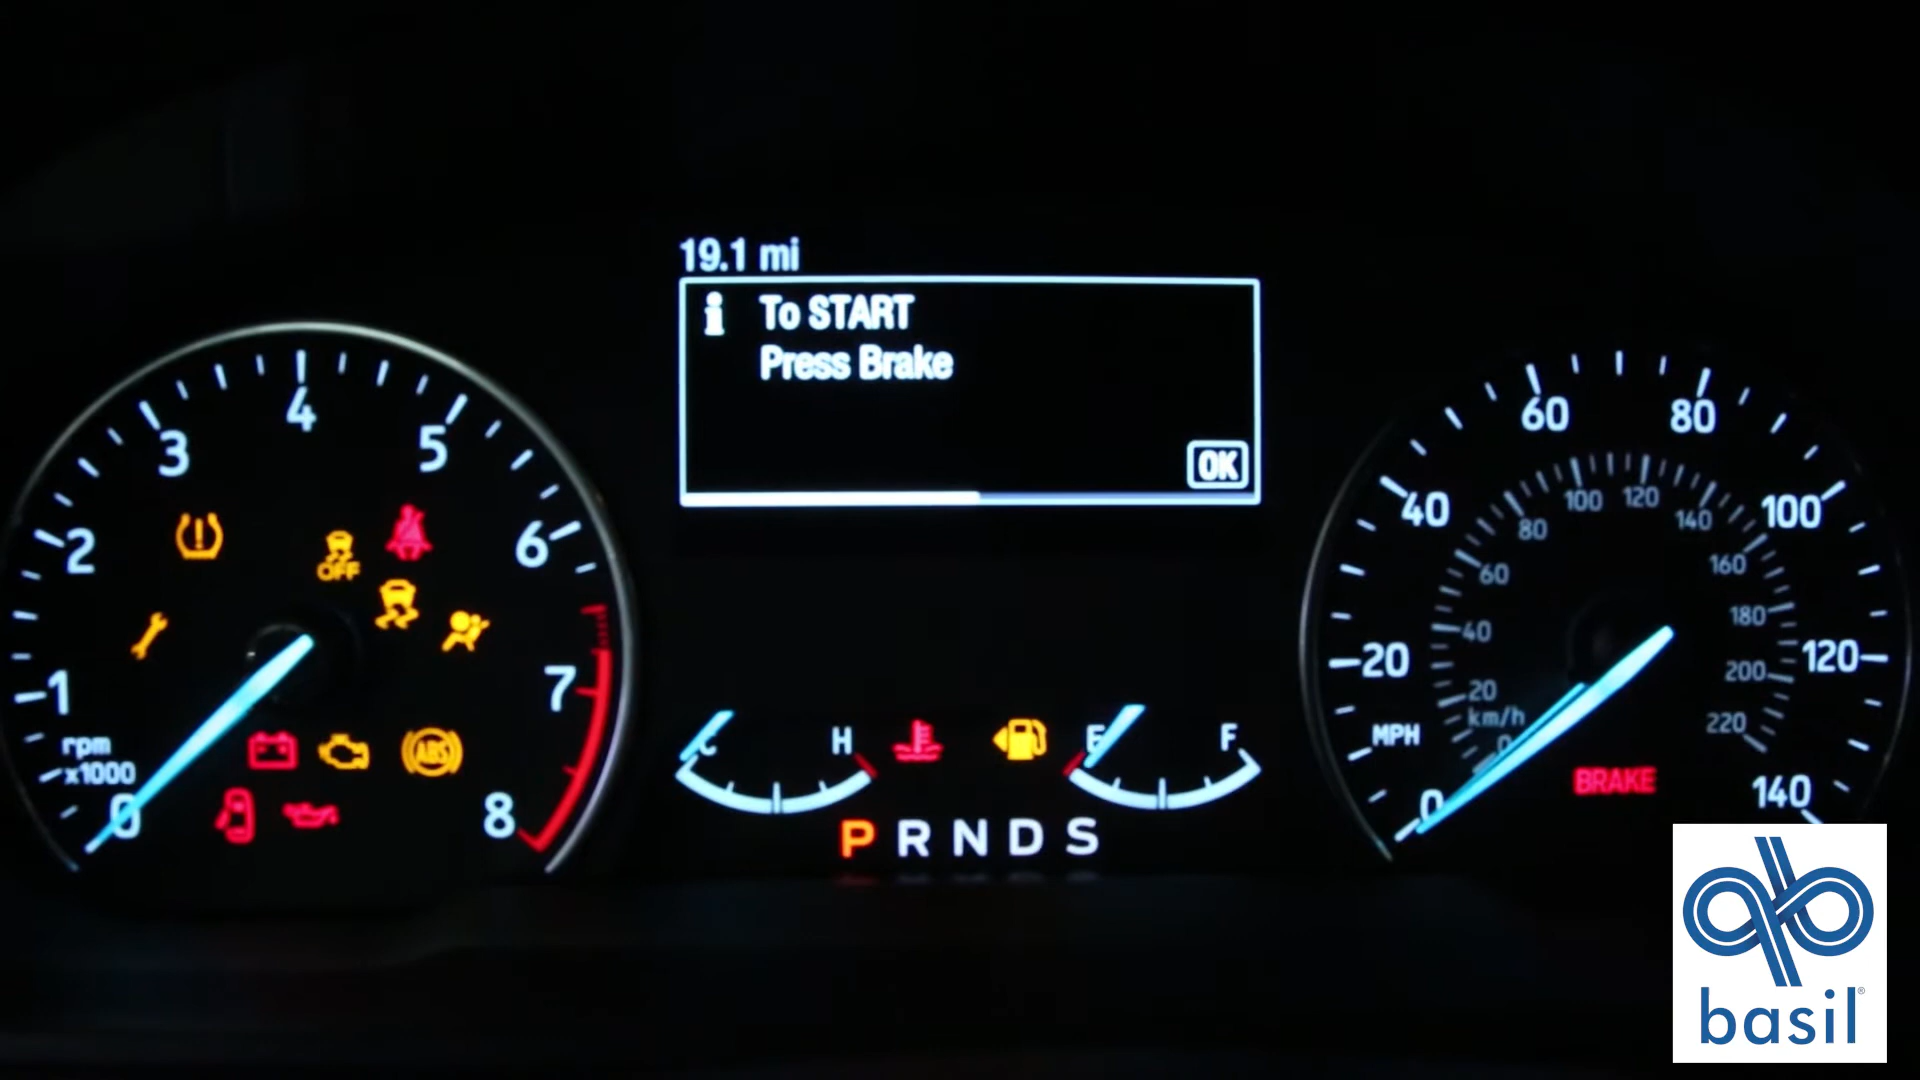 19.1 mi
i To START
Press Brake
OK
0 1 2 3 4 5 6 7 8
rpm
x1000
OFF
ABS
C H
E F
P R N D S
0 20 40 60 80 100 120 140
MPH
0 20 40 60 80 100 120 140 160 180 200 220
km/h
BRAKE
basil®